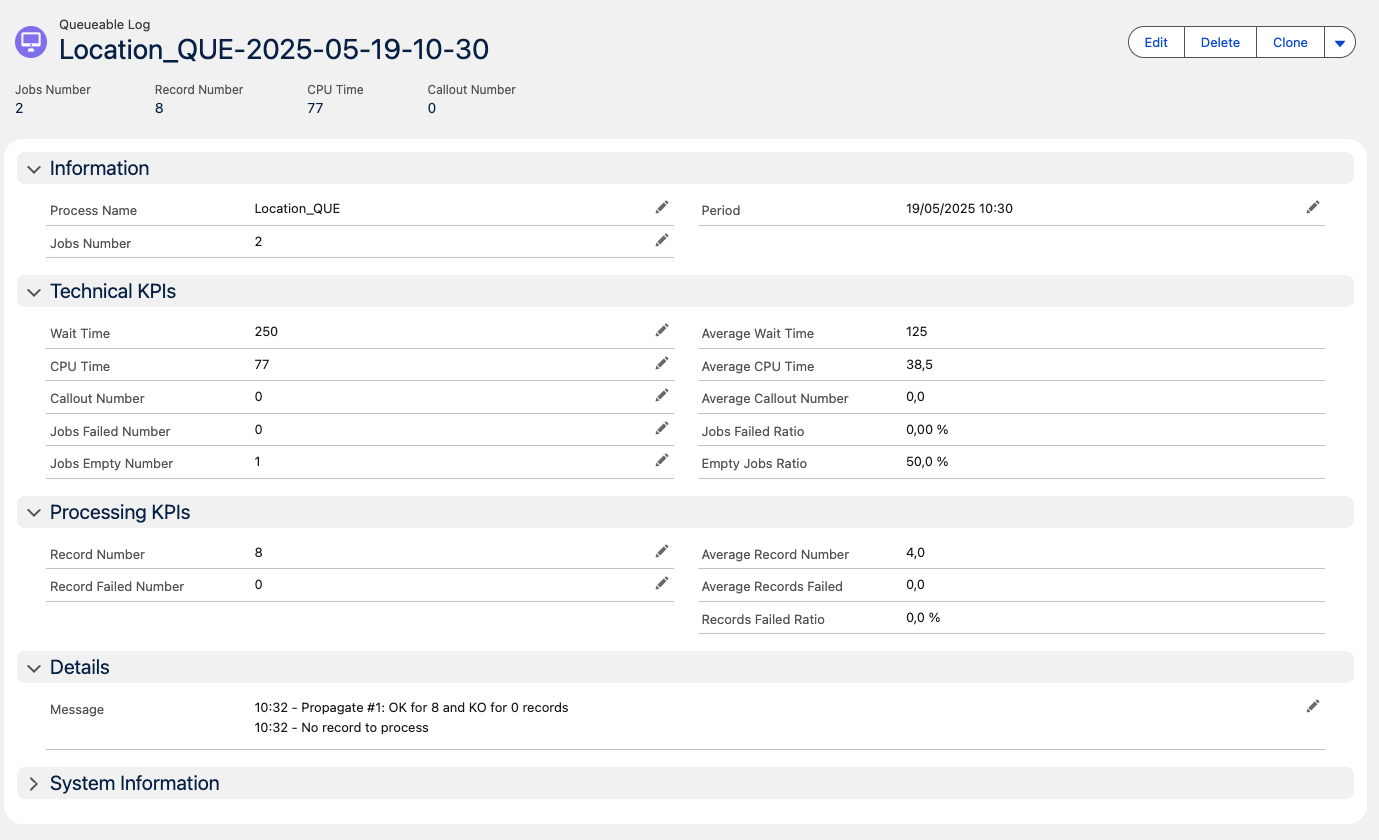 Queueable Log
Location_QUE-2025-05-19-10-30
Edit Delete Clone
Jobs Number Record Number CPU Time Callout Number
2 8 77 0
Information
Process Name Location_QUE Period 19/05/2025 10:30
Jobs Number 2
Technical KPIs
Wait Time 250 Average Wait Time 125
CPU Time 77 Average CPU Time 38,5
Callout Number 0 Average Callout Number 0,0
Jobs Failed Number 0 Jobs Failed Ratio 0,00 %
Jobs Empty Number 1 Empty Jobs Ratio 50,0 %
Processing KPIs
Record Number 8 Average Record Number 4,0
Record Failed Number 0 Average Records Failed 0,0
Records Failed Ratio 0,0 %
Details
Message 10:32 - Propagate #1: OK for 8 and KO for 0 records
10:32 - No record to process
System Information